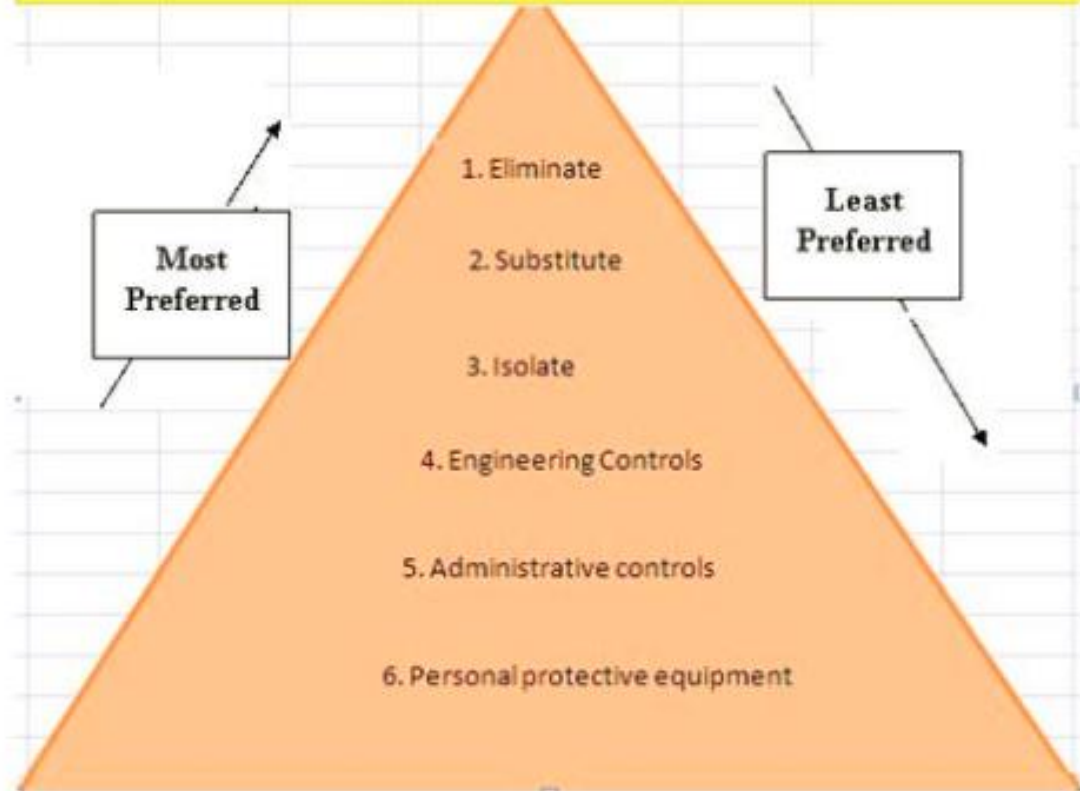 1. Eliminate
Least
Preferred
Most
Preferred
2. Substitute
3. Isolate
4. Engineering Controls
5. Administrative controls
6. Personal protective equipment